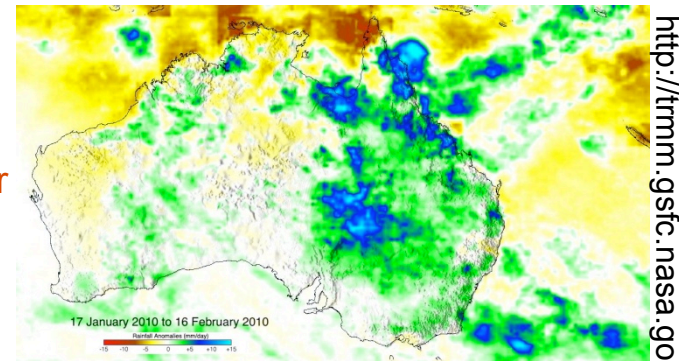 r
17 January 2010 to 16 February 2010
Rainfall Anomalies (mm/day)
-15 -10 -5 0 +5 +10 +15
http://trmm.gsfc.nasa.go